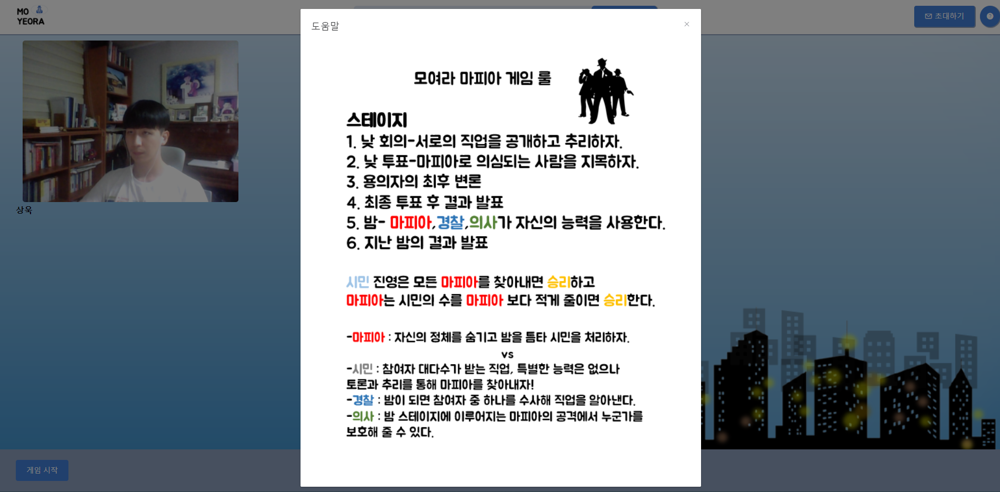 MO
YEORA
초대하기
도움말
모여라 마피아 게임 룰
스테이지
1. 낮 회의-서로의 직업을 공개하고 추리하자.
2. 낮 투표-마피아로 의심되는 사람을 지목하자.
3. 용의자의 최후 변론
4. 최종 투표 후 결과 발표
5. 밤- 마피아,경찰,의사가 자신의 능력을 사용한다.
6. 지난 밤의 결과 발표
시민 진영은 모든 마피아를 찾아내면 승리하고
마피아는 시민의 수를 마피아 보다 적게 줄이면 승리한다.
-마피아 : 자신의 정체를 숨기고 밤을 틈타 시민을 처리하자.
vs
-시민 : 참여자 대다수가 받는 직업, 특별한 능력은 없으나
토론과 추리를 통해 마피아를 찾아내자!
-경찰 : 밤이 되면 참여자 중 하나를 수사해 직업을 알아낸다.
-의사 : 밤 스테이지에 이루어지는 마피아의 공격에서 누군가를
보호해 줄 수 있다.
상욱
게임 시작